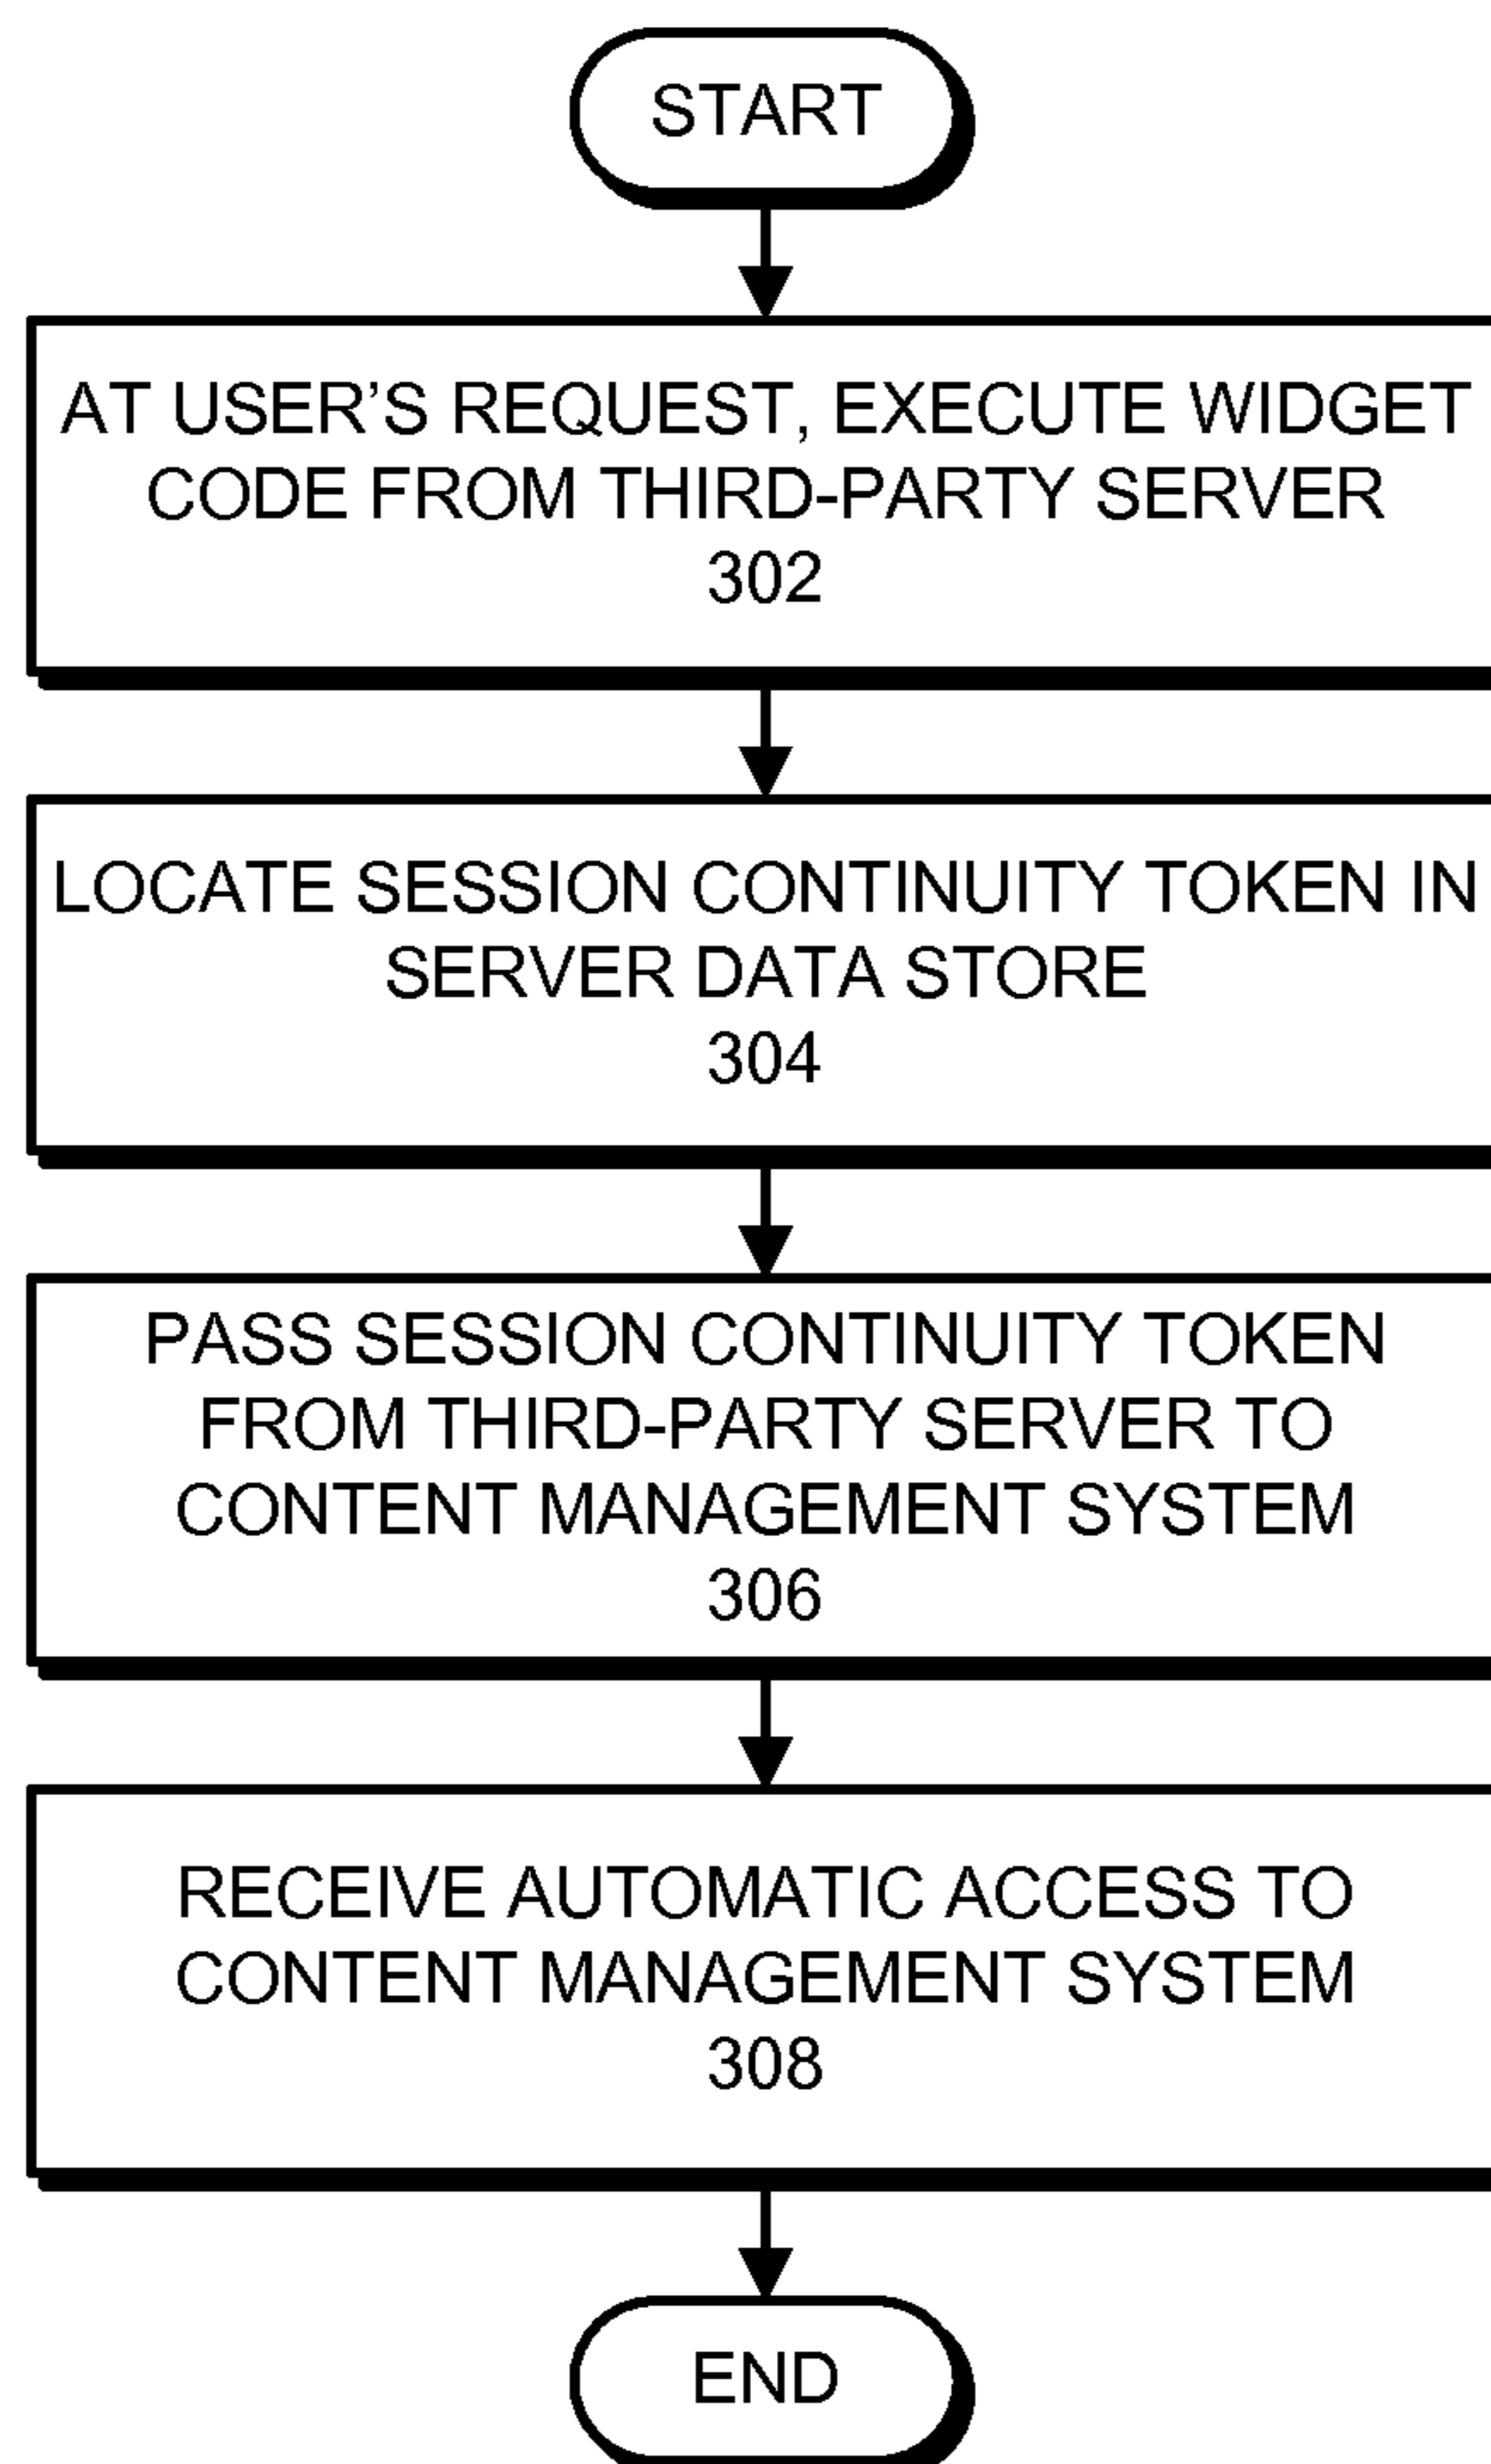 START
AT USER’S REQUEST, EXECUTE WIDGET
CODE FROM THIRD-PARTY SERVER
302
LOCATE SESSION CONTINUITY TOKEN IN
SERVER DATA STORE
304
PASS SESSION CONTINUITY TOKEN
FROM THIRD-PARTY SERVER TO
CONTENT MANAGEMENT SYSTEM
306
RECEIVE AUTOMATIC ACCESS TO
CONTENT MANAGEMENT SYSTEM
308
END